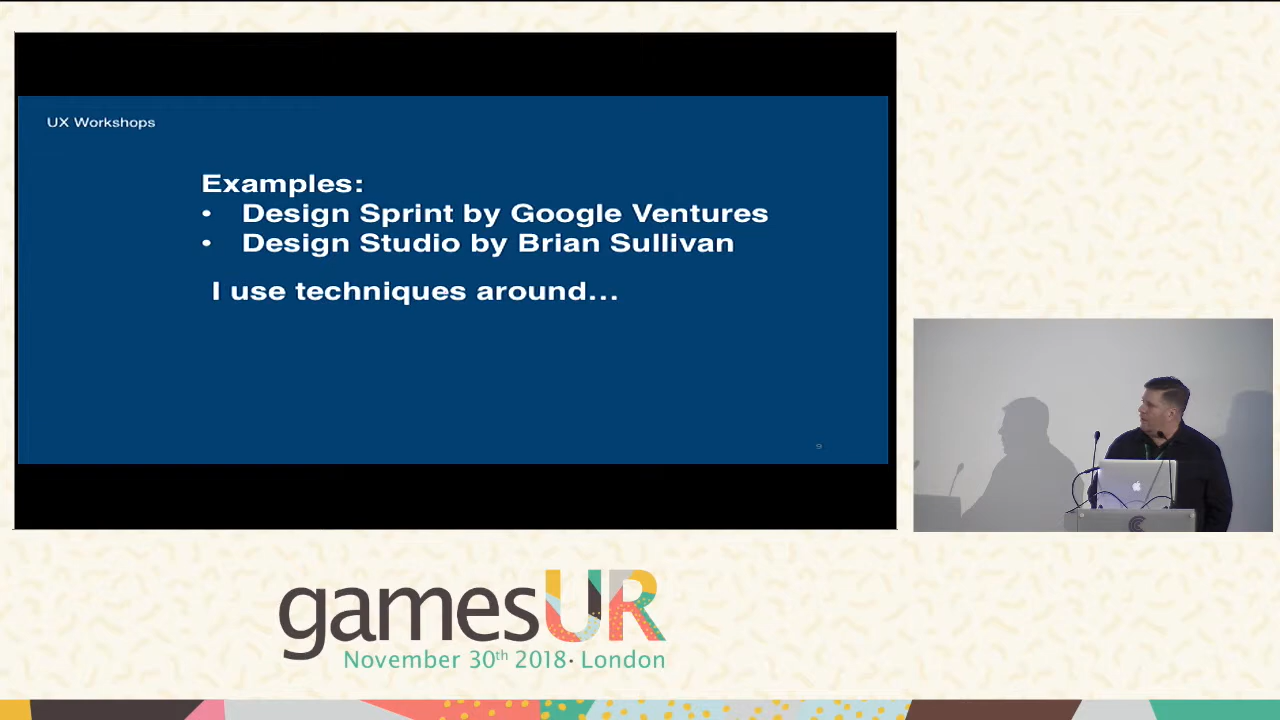 UX Workshops
Examples:
• Design Sprint by Google Ventures
• Design Studio by Brian Sullivan
I use techniques around...
9
gamesUR
November 30th 2018· London